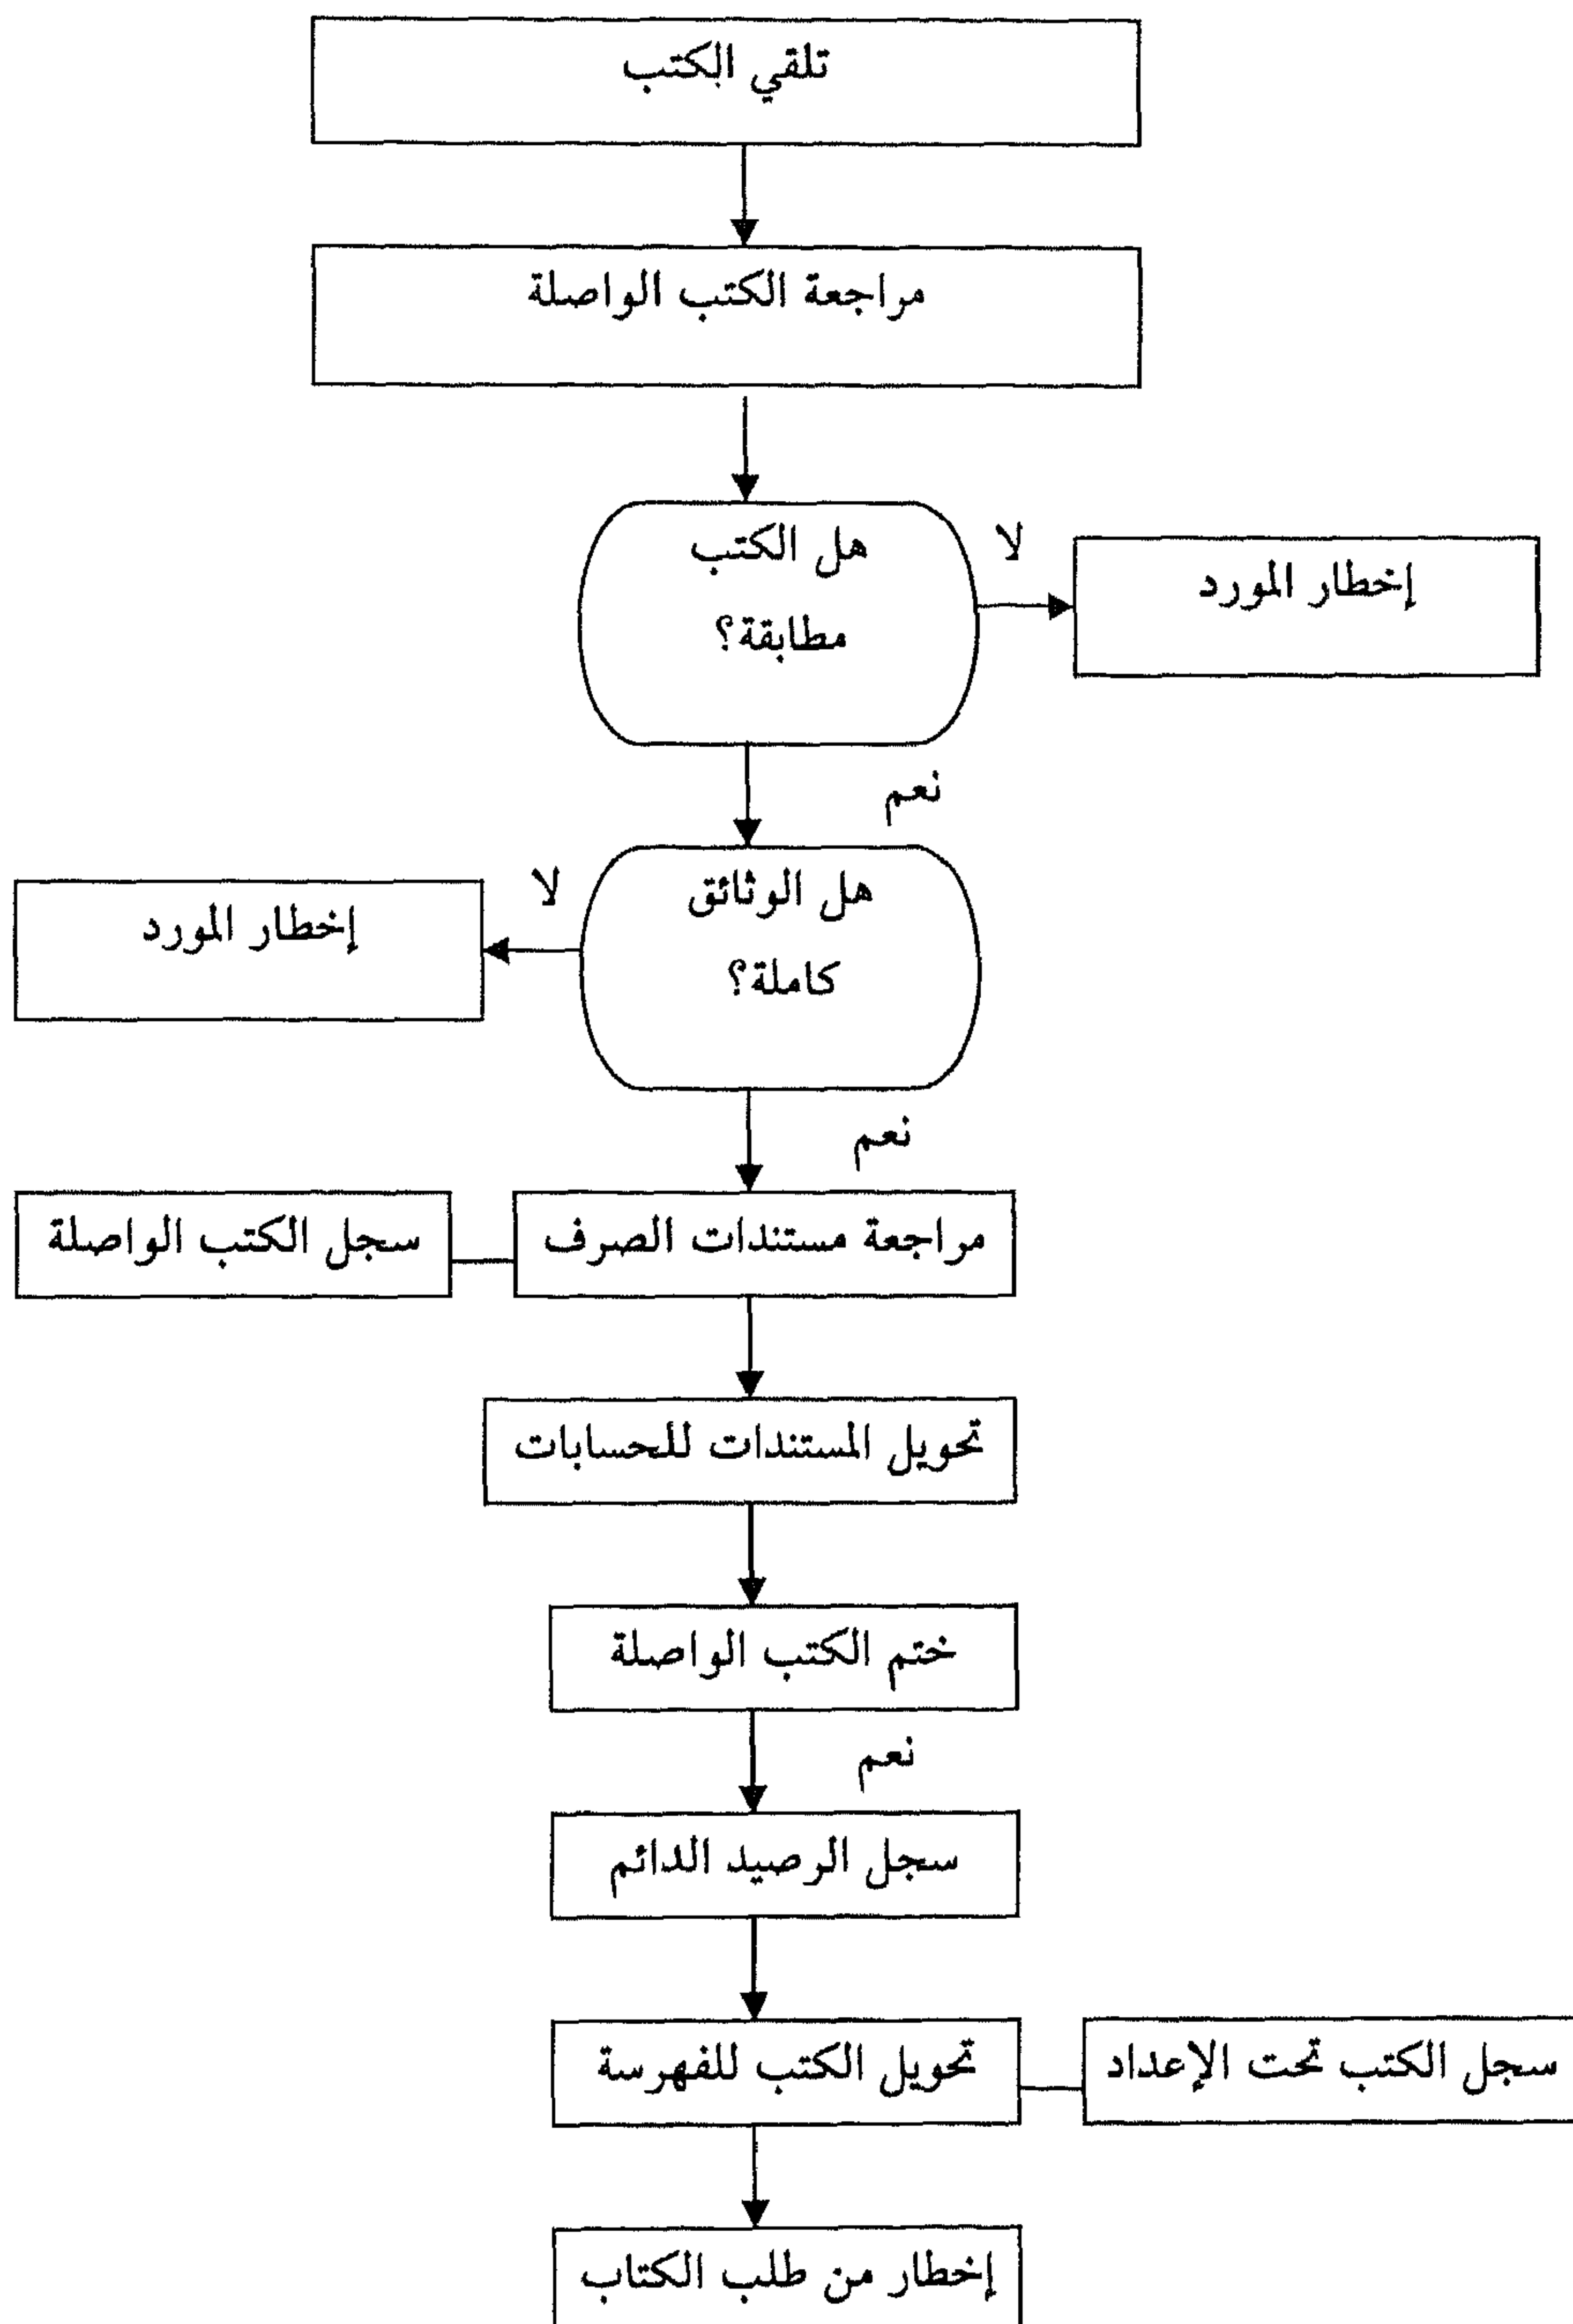 تلقي الكتب
مراجعة الكتب الواصلة
هل الكتب
مطابقة؟
لا
إخطار المورد
نعم
هل الوثائق
كاملة؟
لا
إخطار المورد
نعم
مراجعة مستندات الصرف
سجل الكتب الواصلة
تحويل المستندات للحسابات
ختم الكتب الواصلة
نعم
سجل الرصيد الدائم
سجل الكتب تحت الإعداد
تحويل الكتب للفهرسة
إخطار من طلب الكتاب